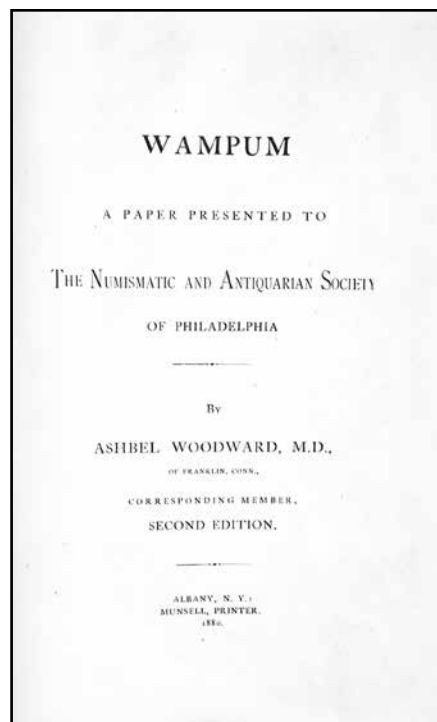 WAMPUM
A PAPER PRESENTED TO
THE NUMISMATIC AND ANTIQUARIAN SOCIETY
OF PHILADELPHIA
BY
ASHBEL WOODWARD, M.D.,
OF FRANKLIN, CONN.,
CORRESPONDING MEMBER.
SECOND EDITION.
ALBANY, N. Y.:
MUNSELL, PRINTER.
1880.